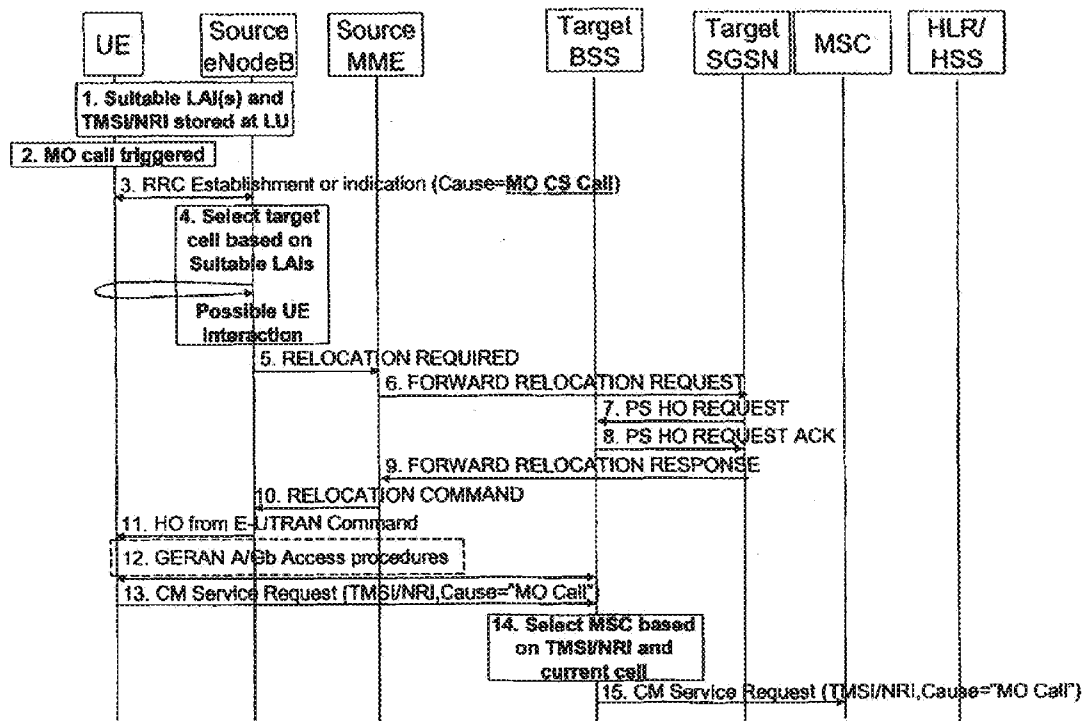 UE
Source
eNodeB
Source
MME
Target
BSS
Target
SGSN
MSC
HLR/
HSS
1. Suitable LAI(s) and
TMSI/NRI stored at LU
2. MO call triggered
3. RRC Establishment or indication (Cause=MO CS Call)
4. Select target
cell based on
Suitable LAIs
Possible UE
Interaction
5. RELOCATION REQUIRED
6. FORWARD RELOCATION REQUEST
7. PS HO REQUEST
8. PS HO REQUEST ACK
9. FORWARD RELOCATION RESPONSE
10. RELOCATION COMMAND
11. HO from E-UTRAN Command
12. GERAN A/Gb Access procedures
13. CM Service Request (TMSI/NRI,Cause="MO Call")
14. Select MSC based
on TMSI/NRI and
current cell
15. CM Service Request (TMSI/NRI,Cause="MO Call")